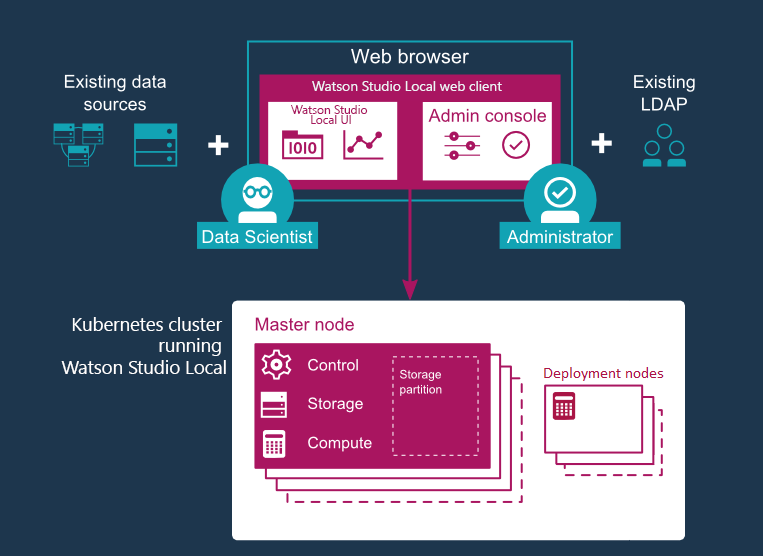 Web browser
Watson Studio Local web client
Existing data
sources
Watson Studio
Local UI
1010
Admin console
Existing
LDAP
Data Scientist
Administrator
Kubernetes cluster
running
Watson Studio Local
Master node
Control
Storage
Compute
Storage
partition
Deployment nodes